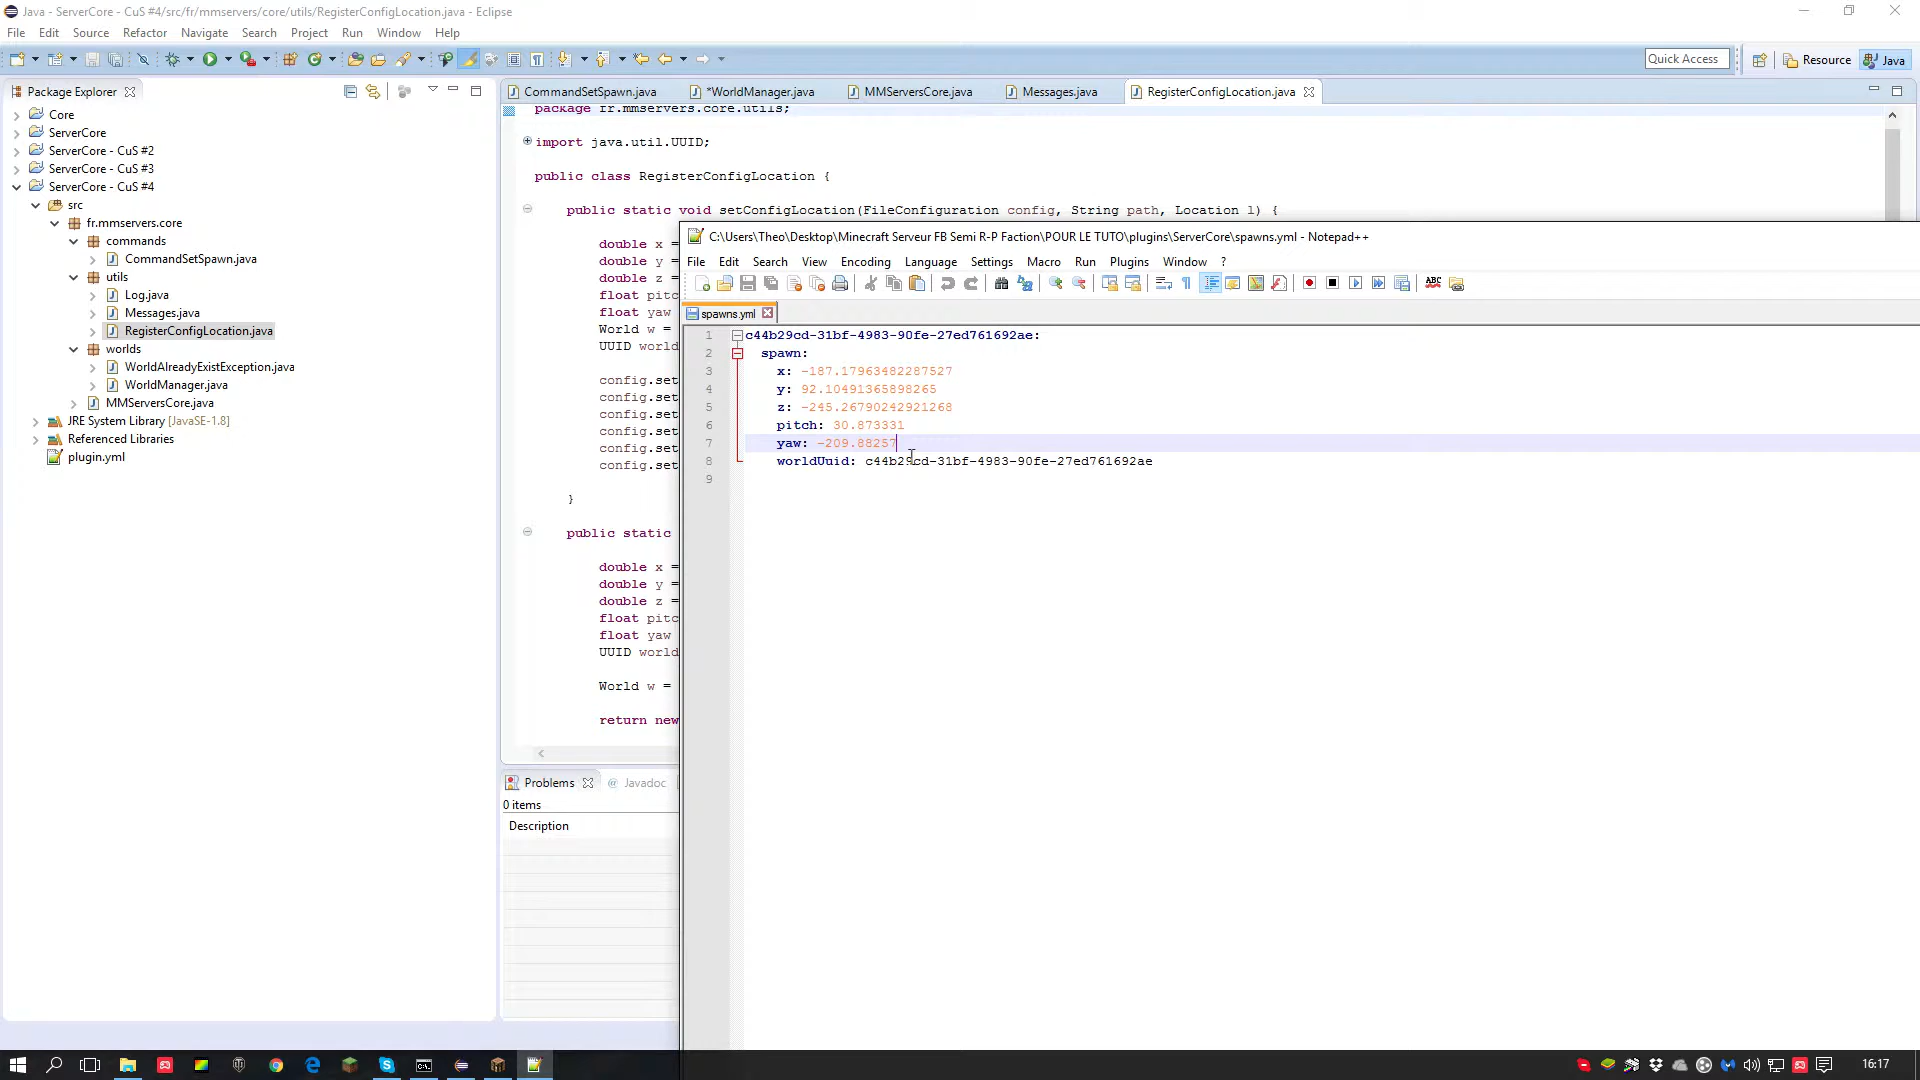 Java - ServerCore - CuS #4/src/fr/mmservers/core/utils/RegisterConfigLocation.java - Eclipse
File Edit Source Refactor Navigate Search Project Run Window Help
Quick Access
Resource
Java
Package Explorer
Core
ServerCore
ServerCore - CuS #2
ServerCore - CuS #3
ServerCore - CuS #4
src
fr.mmservers.core
commands
CommandSetSpawn.java
utils
Log.java
Messages.java
RegisterConfigLocation.java
worlds
WorldAlreadyExistException.java
WorldManager.java
MMServersCore.java
JRE System Library [JavaSE-1.8]
Referenced Libraries
plugin.yml
CommandSetSpawn.java
*WorldManager.java
MMServersCore.java
Messages.java
RegisterConfigLocation.java
package fr.mmservers.core.utils;
import java.util.UUID;
public class RegisterConfigLocation {
public static void setConfigLocation(FileConfiguration config, String path, Location l) {
double x =
double y =
double z =
float pitc
float yaw
World w =
UUID world
config.set
config.set
config.set
config.set
config.set
config.set
}
public static
double x =
double y =
double z =
float pitc
float yaw
UUID world
World w =
return new
Problems
@ Javadoc
0 items
Description
C:\Users\Theo\Desktop\Minecraft Serveur FB Semi R-P Faction\POUR LE TUTO\plugins\ServerCore\spawns.yml - Notepad++
File Edit Search View Encoding Language Settings Macro Run Plugins Window ?
spawns.yml
1 c44b29cd-31bf-4983-90fe-27ed761692ae:
2 spawn:
3 x: -187.17963482287527
4 y: 92.10491365898265
5 z: -245.26790242921268
6 pitch: 30.873331
7 yaw: -209.88257
8 worldUuid: c44b29cd-31bf-4983-90fe-27ed761692ae
9
16:17